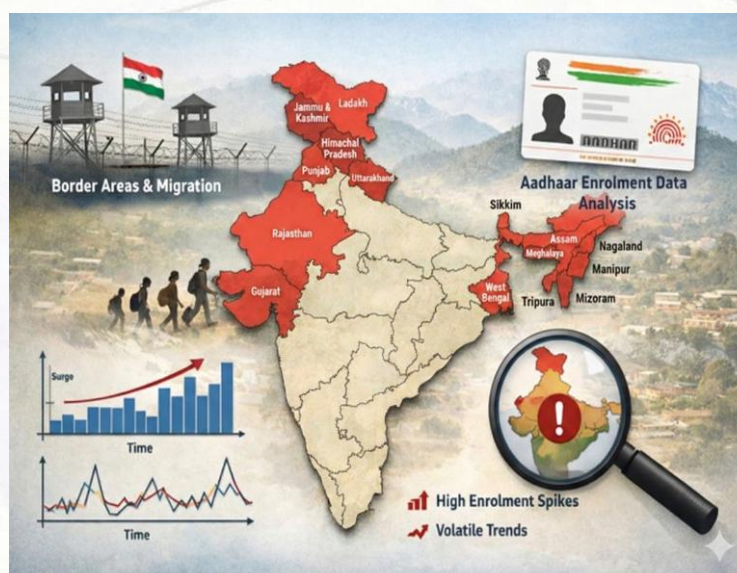 Jammu &
Kashmir
Ladakh
Himachal
Pradesh
Punjab
Uttarakhand
Border Areas & Migration
AADHAR
Aadhaar Enrolment Data
Analysis
Sikkim
Rajasthan
Assam
Meghalaya
Nagaland
Manipur
Gujarat
West
Bengal
Tripura
Mizoram
Surge
Time
Time
High Enrolment Spikes
Volatile Trends